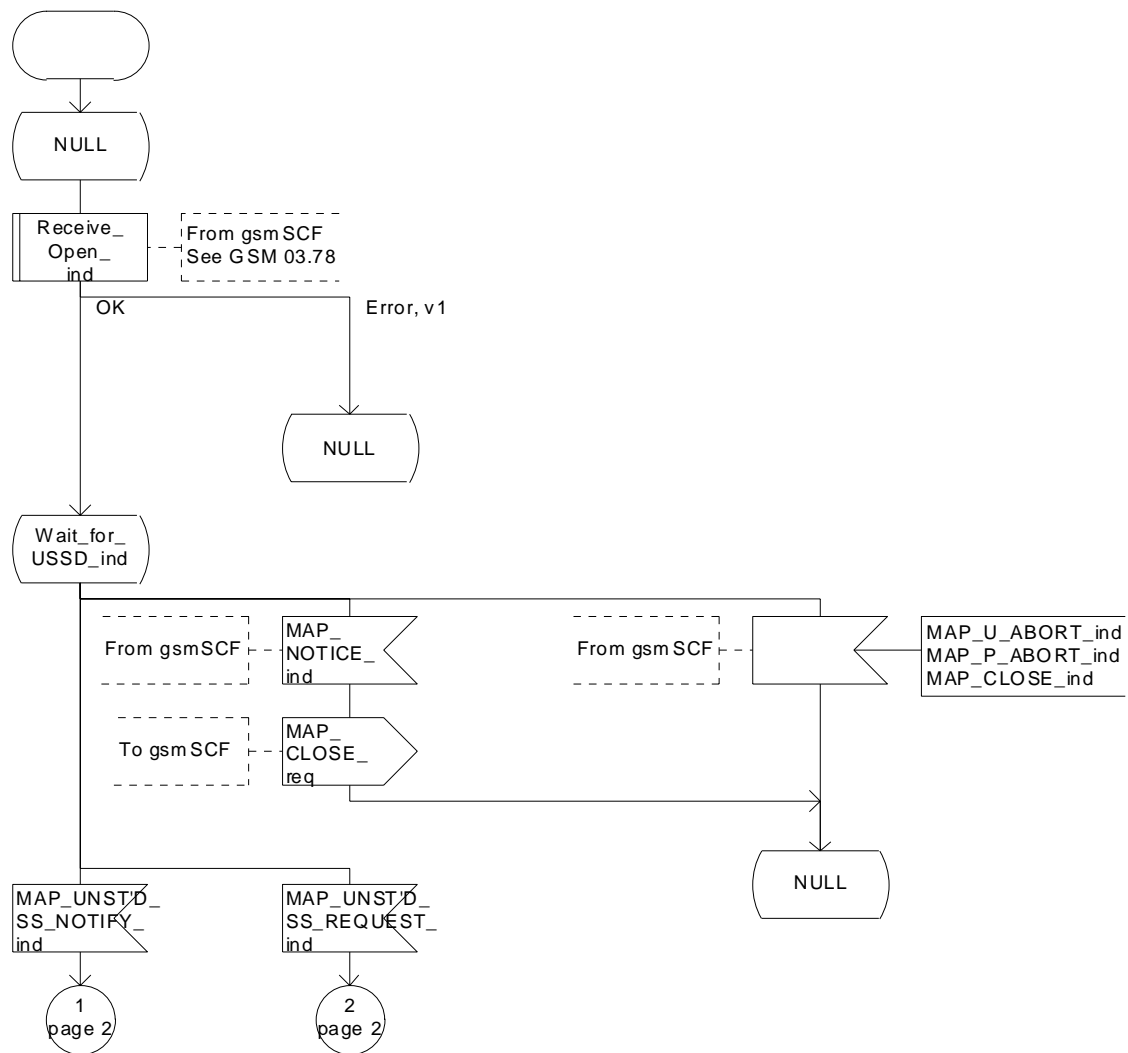 NULL
Receive_
Open_
ind
From gsmSCF
See GSM 03.78
OK
Error, v1
NULL
Wait_for_
USSD_ind
From gsmSCF
MAP_
NOTICE_
ind
From gsmSCF
MAP_U_ABORT_ind
MAP_P_ABORT_ind
MAP_CLOSE_ind
To gsmSCF
MAP_
CLOSE_
req
NULL
MAP_UNST'D_
SS_NOTIFY_
ind
MAP_UNST'D_
SS_REQUEST_
ind
1
page 2
2
page 2